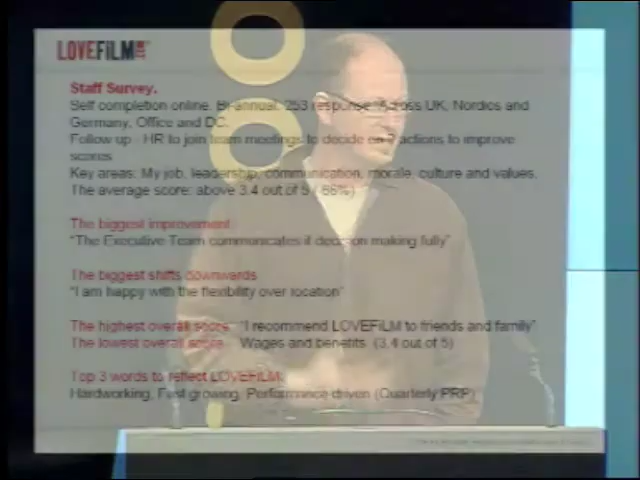 LOVEFiLM.COM
Staff Survey.
Self completion online. Bi-annual. 253 responses. Across UK, Nordics and
Germany, Office and DC.
Follow up - HR to join team meetings to decide on actions to improve
scores
Key areas: My job, leadership, communication, morale, culture and values.
The average score: above 3.4 out of 5 (68%)
The biggest improvement
"The Executive Team communicates it decision making fully"
The biggest shifts downwards
"I am happy with the flexibility over location"
The highest overall score: "I recommend LOVEFiLM to friends and family"
The lowest overall score: Wages and benefits (3.4 out of 5)
Top 3 words to reflect LOVEFILM:
Hardworking, Fast growing, Performance driven (Quarterly PRP)